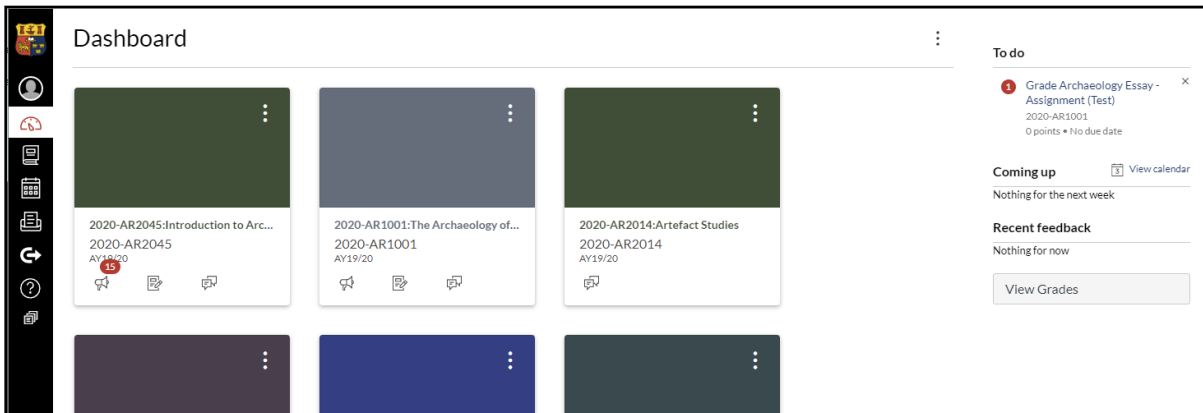 Dashboard
2020-AR2045:Introduction to Arc...
2020-AR2045
AY19/20
15
2020-AR1001:The Archaeology of...
2020-AR1001
AY19/20
2020-AR2014:Artefact Studies
2020-AR2014
AY19/20
To do
1
Grade Archaeology Essay -
Assignment (Test)
2020-AR1001
0 points • No due date
Coming up
3 View calendar
Nothing for the next week
Recent feedback
Nothing for now
View Grades